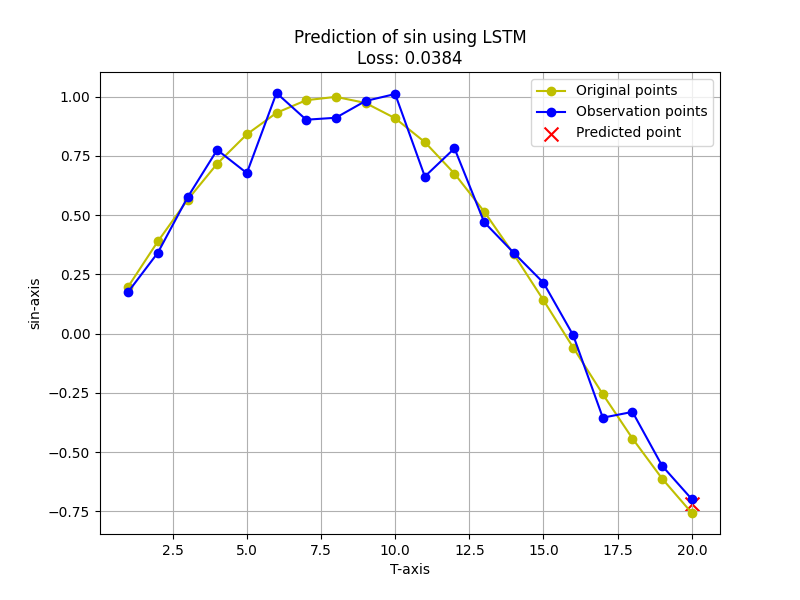 Prediction of sin using LSTM
Loss: 0.0384
Original points
Observation points
Predicted point
1.00
0.75
0.50
0.25
0.00
−0.25
−0.50
−0.75
sin-axis
2.5 5.0 7.5 10.0 12.5 15.0 17.5 20.0
T-axis